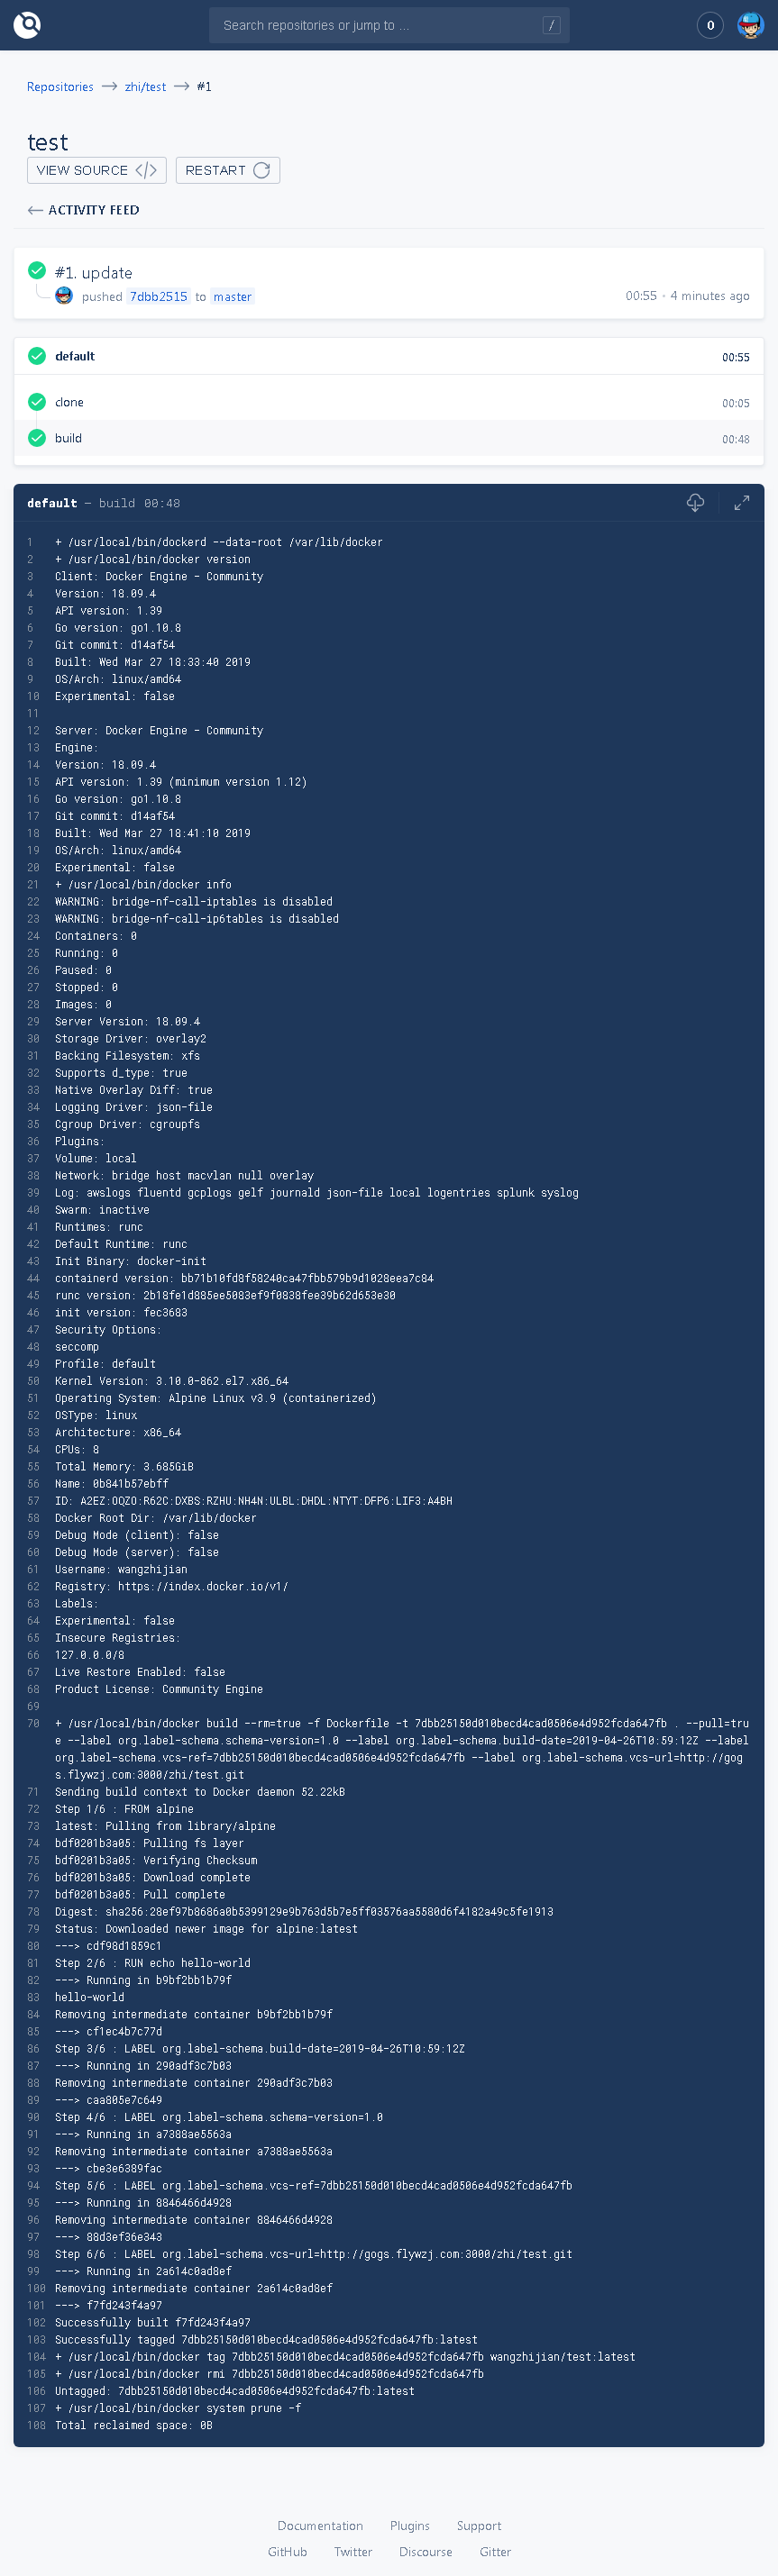 Search repositories or jump to …
/
0
Repositories → zhi/test → #1
test
VIEW SOURCE </>
RESTART
← ACTIVITY FEED
#1. update
pushed 7dbb2515 to master
00:55 · 4 minutes ago
default 00:55
clone 00:05
build 00:48
default — build 00:48
1 + /usr/local/bin/dockerd --data-root /var/lib/docker
2 + /usr/local/bin/docker version
3 Client: Docker Engine - Community
4 Version: 18.09.4
5 API version: 1.39
6 Go version: go1.10.8
7 Git commit: d14af54
8 Built: Wed Mar 27 18:33:40 2019
9 OS/Arch: linux/amd64
10 Experimental: false
11
12 Server: Docker Engine - Community
13 Engine:
14 Version: 18.09.4
15 API version: 1.39 (minimum version 1.12)
16 Go version: go1.10.8
17 Git commit: d14af54
18 Built: Wed Mar 27 18:41:10 2019
19 OS/Arch: linux/amd64
20 Experimental: false
21 + /usr/local/bin/docker info
22 WARNING: bridge-nf-call-iptables is disabled
23 WARNING: bridge-nf-call-ip6tables is disabled
24 Containers: 0
25 Running: 0
26 Paused: 0
27 Stopped: 0
28 Images: 0
29 Server Version: 18.09.4
30 Storage Driver: overlay2
31 Backing Filesystem: xfs
32 Supports d_type: true
33 Native Overlay Diff: true
34 Logging Driver: json-file
35 Cgroup Driver: cgroupfs
36 Plugins:
37 Volume: local
38 Network: bridge host macvlan null overlay
39 Log: awslogs fluentd gcplogs gelf journald json-file local logentries splunk syslog
40 Swarm: inactive
41 Runtimes: runc
42 Default Runtime: runc
43 Init Binary: docker-init
44 containerd version: bb71b10fd8f58240ca47fbb579b9d1028eea7c84
45 runc version: 2b18fe1d885ee5083ef9f0838fee39b62d653e30
46 init version: fec3683
47 Security Options:
48 seccomp
49 Profile: default
50 Kernel Version: 3.10.0-862.el7.x86_64
51 Operating System: Alpine Linux v3.9 (containerized)
52 OSType: linux
53 Architecture: x86_64
54 CPUs: 8
55 Total Memory: 3.685GiB
56 Name: 0b841b57ebff
57 ID: A2EZ:OQZO:R62C:DXBS:RZHU:NH4N:ULBL:DHDL:NTYT:DFP6:LIF3:A4BH
58 Docker Root Dir: /var/lib/docker
59 Debug Mode (client): false
60 Debug Mode (server): false
61 Username: wangzhijian
62 Registry: https://index.docker.io/v1/
63 Labels:
64 Experimental: false
65 Insecure Registries:
66 127.0.0.0/8
67 Live Restore Enabled: false
68 Product License: Community Engine
69
70 + /usr/local/bin/docker build --rm=true -f Dockerfile -t 7dbb25150d010becd4cad0506e4d952fcda647fb . --pull=tru
e --label org.label-schema.schema-version=1.0 --label org.label-schema.build-date=2019-04-26T10:59:12Z --label
org.label-schema.vcs-ref=7dbb25150d010becd4cad0506e4d952fcda647fb --label org.label-schema.vcs-url=http://gog
s.flywzj.com:3000/zhi/test.git
71 Sending build context to Docker daemon 52.22kB
72 Step 1/6 : FROM alpine
73 latest: Pulling from library/alpine
74 bdf0201b3a05: Pulling fs layer
75 bdf0201b3a05: Verifying Checksum
76 bdf0201b3a05: Download complete
77 bdf0201b3a05: Pull complete
78 Digest: sha256:28ef97b8686a0b5399129e9b763d5b7e5ff03576aa5580d6f4182a49c5fe1913
79 Status: Downloaded newer image for alpine:latest
80 ---> cdf98d1859c1
81 Step 2/6 : RUN echo hello-world
82 ---> Running in b9bf2bb1b79f
83 hello-world
84 Removing intermediate container b9bf2bb1b79f
85 ---> cf1ec4b7c77d
86 Step 3/6 : LABEL org.label-schema.build-date=2019-04-26T10:59:12Z
87 ---> Running in 290adf3c7b03
88 Removing intermediate container 290adf3c7b03
89 ---> caa805e7c649
90 Step 4/6 : LABEL org.label-schema.schema-version=1.0
91 ---> Running in a7388ae5563a
92 Removing intermediate container a7388ae5563a
93 ---> cbe3e6389fac
94 Step 5/6 : LABEL org.label-schema.vcs-ref=7dbb25150d010becd4cad0506e4d952fcda647fb
95 ---> Running in 8846466d4928
96 Removing intermediate container 8846466d4928
97 ---> 88d3ef36e343
98 Step 6/6 : LABEL org.label-schema.vcs-url=http://gogs.flywzj.com:3000/zhi/test.git
99 ---> Running in 2a614c0ad8ef
100 Removing intermediate container 2a614c0ad8ef
101 ---> f7fd243f4a97
102 Successfully built f7fd243f4a97
103 Successfully tagged 7dbb25150d010becd4cad0506e4d952fcda647fb:latest
104 + /usr/local/bin/docker tag 7dbb25150d010becd4cad0506e4d952fcda647fb wangzhijian/test:latest
105 + /usr/local/bin/docker rmi 7dbb25150d010becd4cad0506e4d952fcda647fb
106 Untagged: 7dbb25150d010becd4cad0506e4d952fcda647fb:latest
107 + /usr/local/bin/docker system prune -f
108 Total reclaimed space: 0B
Documentation Plugins Support
GitHub Twitter Discourse Gitter